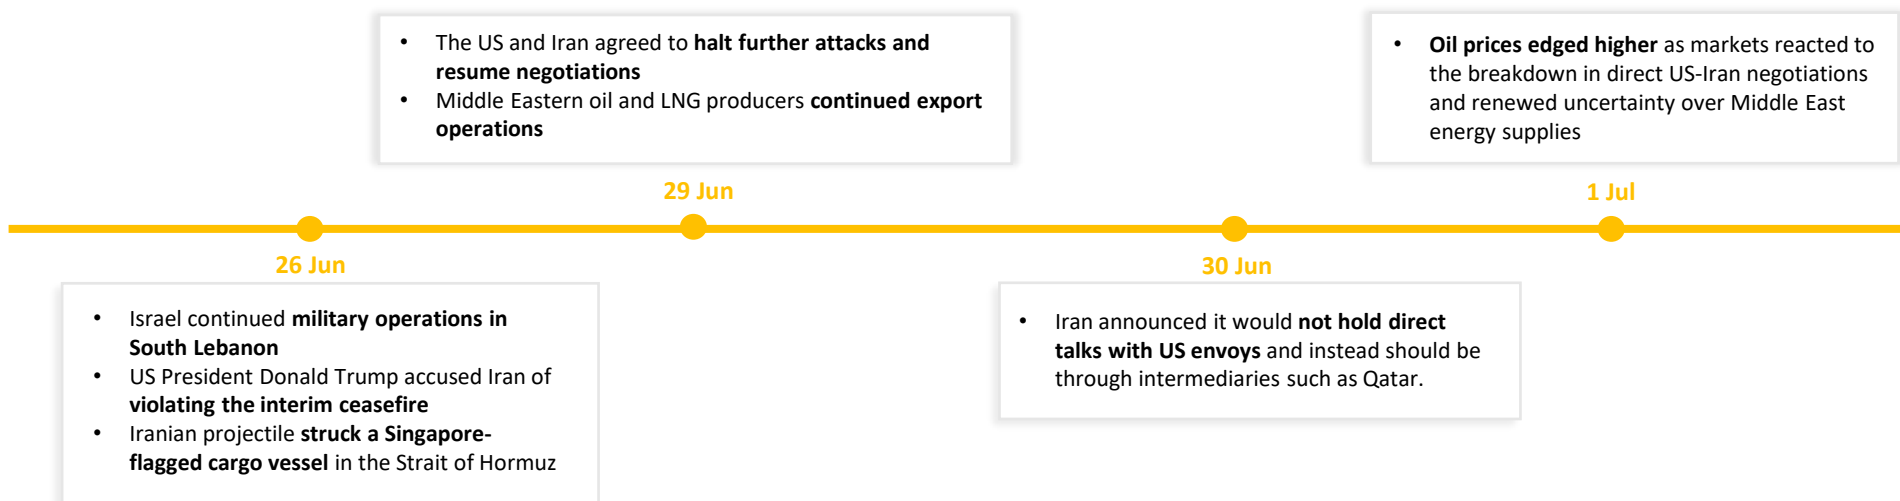 • The US and Iran agreed to halt further attacks and
resume negotiations
• Middle Eastern oil and LNG producers continued export
operations
• Oil prices edged higher as markets reacted to
the breakdown in direct US-Iran negotiations
and renewed uncertainty over Middle East
energy supplies
29 Jun
1 Jul
26 Jun
30 Jun
• Israel continued military operations in
South Lebanon
• US President Donald Trump accused Iran of
violating the interim ceasefire
• Iranian projectile struck a Singapore-
flagged cargo vessel in the Strait of Hormuz
• Iran announced it would not hold direct
talks with US envoys and instead should be
through intermediaries such as Qatar.